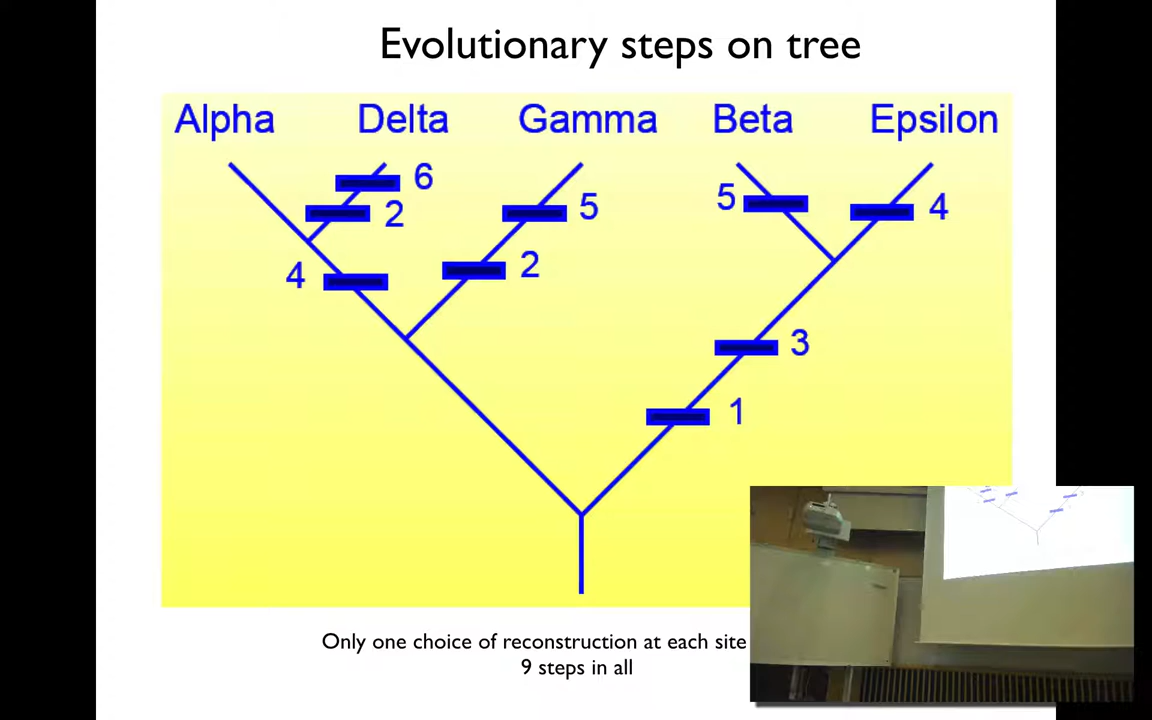 Evolutionary steps on tree
Alpha Delta Gamma Beta Epsilon
6
2
5
5
4
4
2
3
1
Only one choice of reconstruction at each site
9 steps in all